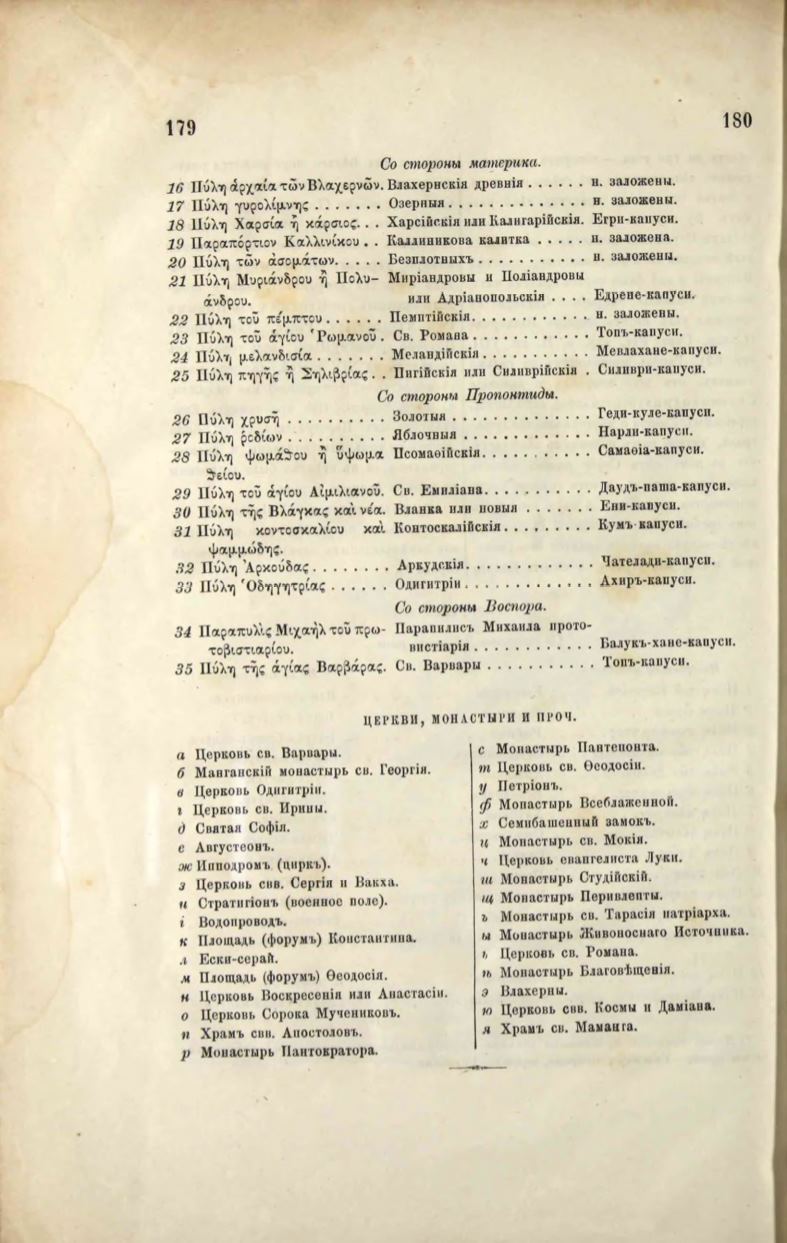 179
180
Со стороны материка.
16 Πύλη ἀρχαία τῶν Βλαχερνῶν. Влахернскія древнія . . . . . . н. заложены.
17 Πύλη γυρολίμνης . . . . . . . Озерныя . . . . . . . . . . . . . н. заложены.
18 Πύλη Χαρσία ἢ κάρσιος. . . Харсійскія или Калигарійскія. Егри-капуси.
19 Παραπόρτιον Καλλινίκου . . Каллиникова калитка . . . . . н. заложена.
20 Πύλη τῶν ἀσομάτων. . . . . Безплотныхъ . . . . . . . . . . . н. заложены.
21 Πύλη Μυριάνδρου ἢ Πολυ- Миріандровы и Поліандровы
άνδρου. или Адріанопольскія . . . . Едрене-капуси.
22 Πύλη τοῦ πέμπτου . . . . . . Пемптійскія. . . . . . . . . . . . н. заложены.
23 Πύλη τοῦ ἁγίου Ῥωμανοῦ . Св. Романа . . . . . . . . . . . . Топъ-капуси.
24 Πύλη μελανδισία . . . . . . . Меландійскія . . . . . . . . . . . Мевлахане-капуси.
25 Πύλη πηγῆς ἢ Σηλιβρίας. . Пигійскія или Силиврійскія . Силиври-капуси.
Со стороны Пропонтиды.
26 Πύλη χρυσῆ . . . . . . . . . . Золотыя . . . . . . . . . . . . . . Геди-куле-капуси.
27 Πύλη ῥοδίων . . . . . . . . . . Яблочныя . . . . . . . . . . . . . Нарли-капуси.
28 Πύλη ψωμάϑου ἢ ὕψωμα Псомаѳійскія. . . . . . . . . . . Самаѳіа-капуси.
ϑείου.
29 Πύλη τοῦ ἁγίου Αἰμιλιανοῦ. Св. Емиліана. . . . . . . . . . . Даудъ-паша-капуси.
30 Πύλη τῆς Βλάγκας καὶ νέα. Вланка или новыя . . . . . . . Ени-капуси.
31 Πύλη κοντοσκαλίου καὶ Контоскалійскія . . . . . . . . . Кумъ-капуси.
ψαμμώδης.
32 Πύλη Ἀρκούδας . . . . . . . . Аркудскія. . . . . . . . . . . . . Чателади-капуси.
33 Πύλη Ὁδηγητρίας . . . . . . Одигитріи . . . . . . . . . . . . . Ахиръ-капуси.
Со стороны Воспора.
34 Παραπυλὶς Μιχαὴλ τοῦ πρω- Парапилисъ Михаила прото-
τοβιστιαρίου. вистіарія . . . . . . . . . . . . Балукъ-хане-капуси.
35 Πύλη τῆς ἁγίας Βαρβάρας. Св. Варвары . . . . . . . . . . . Топъ-капуси.
ЦЕРКВИ, МОНАСТЫРИ И ПРОЧ.
а Церковь св. Варвары.
б Манганскій монастырь св. Георгія.
в Церковь Одигитріи.
г Церковь св. Ирины.
д Святая Софія.
е Августеонъ.
ж Ипподромъ (циркъ).
з Церковь свв. Сергія и Вакха.
и Стратигіонъ (военное поле).
і Водопроводъ.
к Площадь (форумъ) Константина.
л Ески-серай.
м Площадь (форумъ) Ѳеодосія.
н Церковь Воскресенія или Анастасіи.
о Церковь Сорока Мучениковъ.
п Храмъ свв. Апостоловъ.
р Монастырь Пантократора.
с Монастырь Пантепопта.
т Церковь св. Ѳеодосіи.
у Петріонъ.
ф Монастырь Всеблаженной.
х Семибашенный замокъ.
ц Монастырь св. Мокія.
ч Церковь евангелиста Луки.
ш Монастырь Студійскій.
щ Монастырь Перивлепты.
ъ Монастырь св. Тарасія патріарха.
ы Монастырь Живоноснаго Источника.
ь Церковь св. Романа.
ѣ Монастырь Благовѣщенія.
э Влахерны.
ю Церковь свв. Космы и Даміана.
я Храмъ св. Маманта.